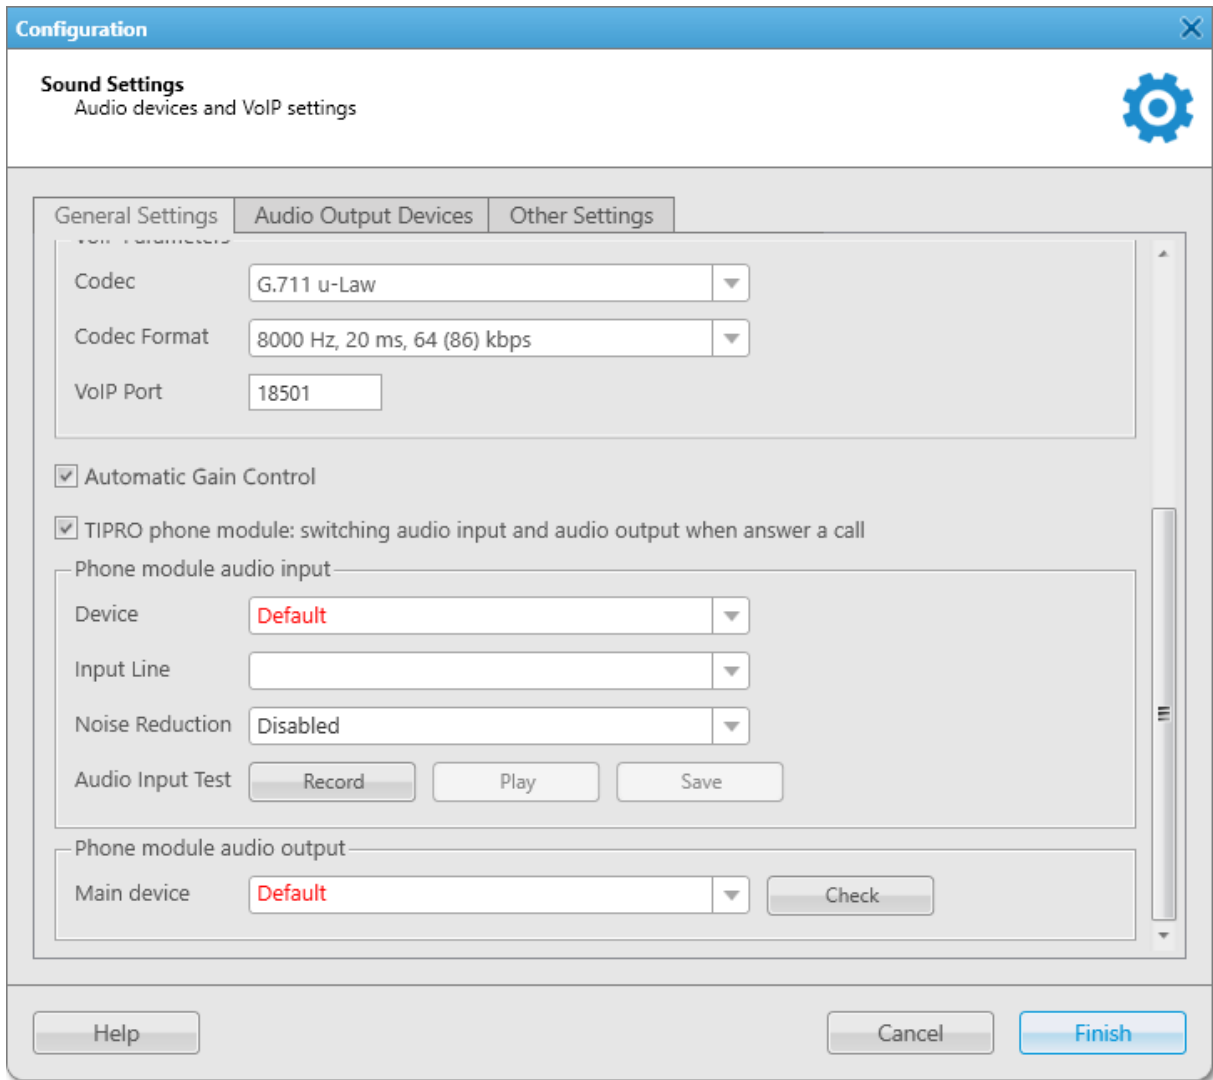 Configuration
Sound Settings
Audio devices and VoIP settings
General Settings Audio Output Devices Other Settings
VoIP Parameters
Codec G.711 u-Law
Codec Format 8000 Hz, 20 ms, 64 (86) kbps
VoIP Port 18501
Automatic Gain Control
TIPRO phone module: switching audio input and audio output when answer a call
Phone module audio input
Device Default
Input Line
Noise Reduction Disabled
Audio Input Test Record Play Save
Phone module audio output
Main device Default Check
Help Cancel Finish